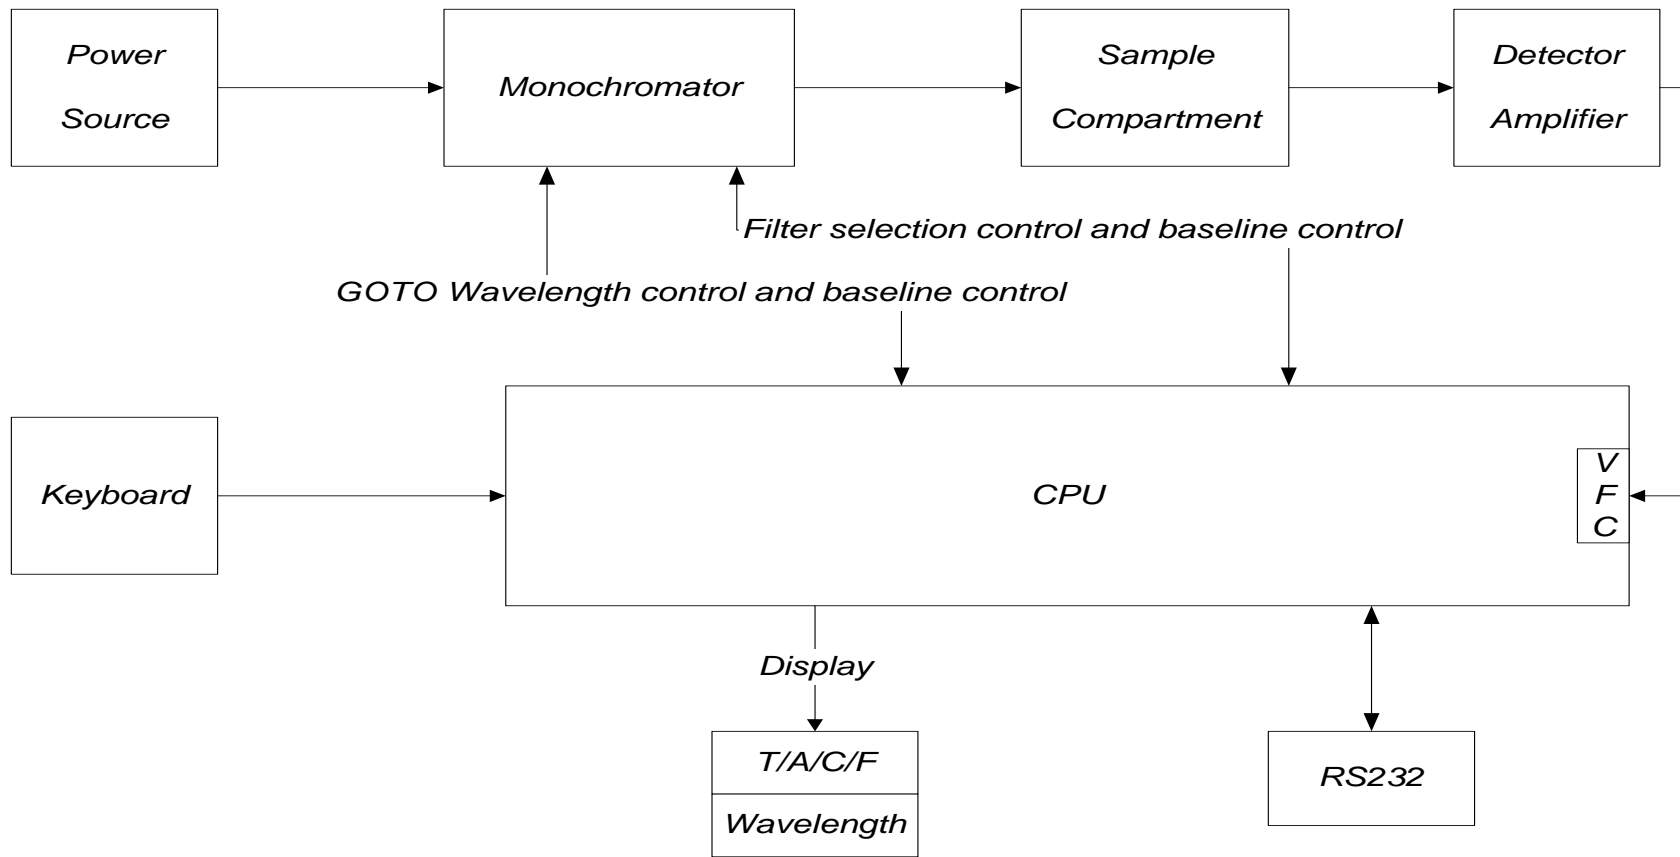 Power
Source
Monochromator
Sample
Compartment
Detector
Amplifier
Filter selection control and baseline control
GOTO Wavelength control and baseline control
Keyboard
CPU
V
F
C
Display
T/A/C/F
Wavelength
RS232